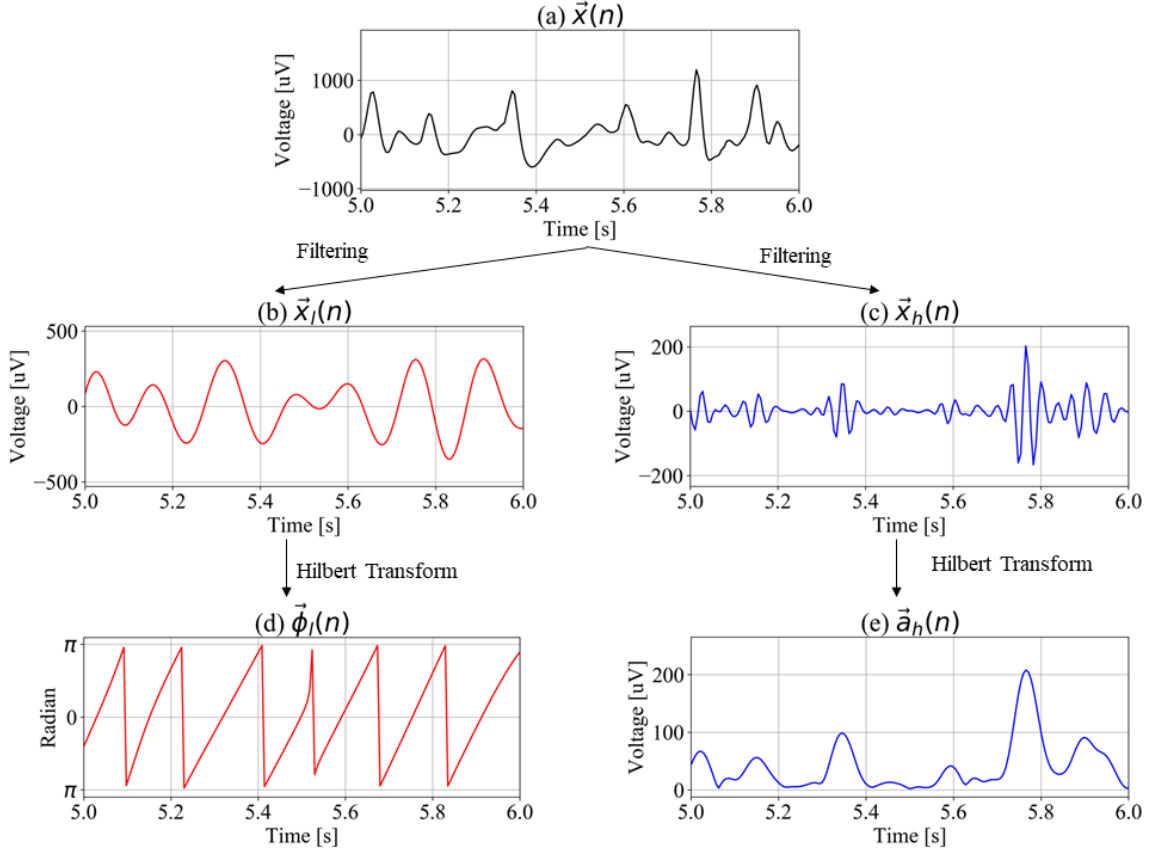 (a) x⃗(n)
Voltage [uV]
1000
0
−1000
5.0 5.2 5.4 5.6 5.8 6.0
Time [s]
Filtering
Filtering
(b) x⃗_l(n)
Voltage [uV]
500
0
−500
5.0 5.2 5.4 5.6 5.8 6.0
Time [s]
(c) x⃗_h(n)
Voltage [uV]
200
0
−200
5.0 5.2 5.4 5.6 5.8 6.0
Time [s]
Hilbert Transform
Hilbert Transform
(d) ϕ⃗_l(n)
Radian
π
0
π
5.0 5.2 5.4 5.6 5.8 6.0
Time [s]
(e) a⃗_h(n)
Voltage [uV]
200
100
0
5.0 5.2 5.4 5.6 5.8 6.0
Time [s]